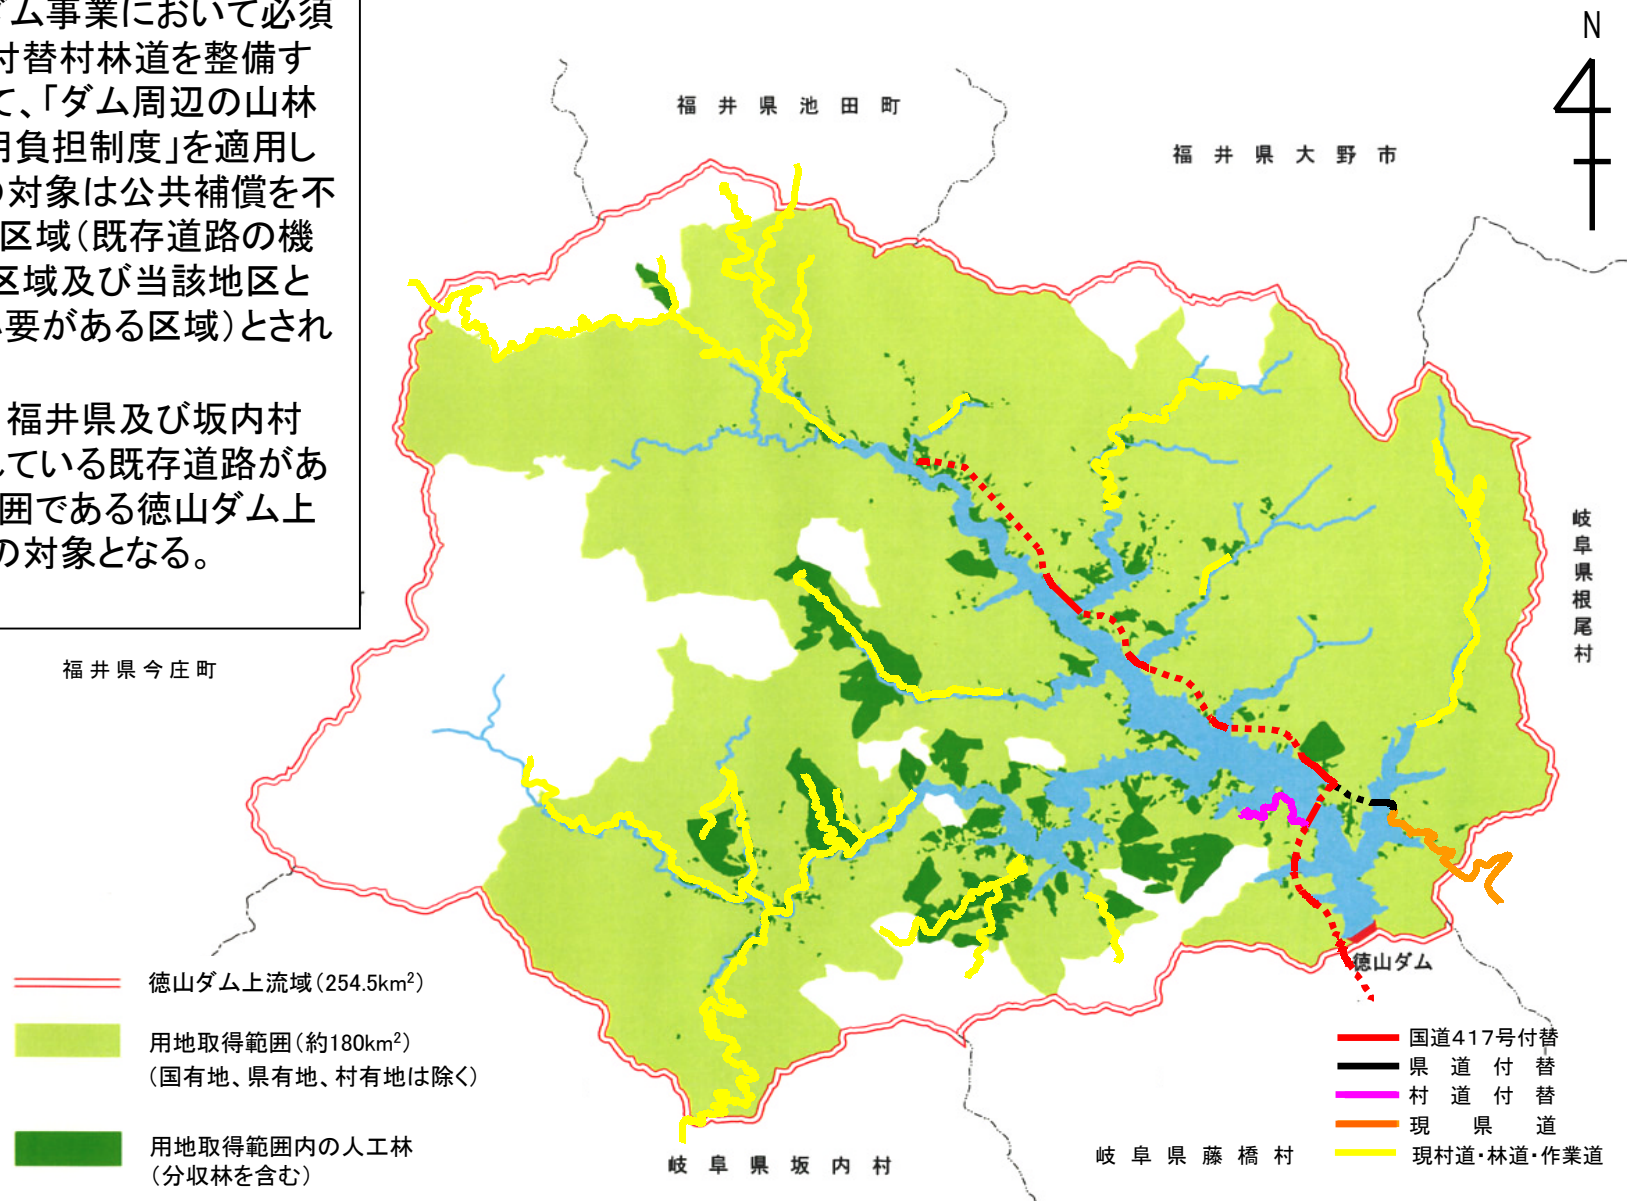 ダム事業において必須
付替村林道を整備す
て、「ダム周辺の山林
用負担制度」を適用し
の対象は公共補償を不
区域（既存道路の機
区域及び当該地区と
必要がある区域）とされ
福井県及び坂内村
している既存道路があ
囲である徳山ダム上
の対象となる。
N
福井県池田町
福井県大野市
岐阜県根尾村
福井県今庄町
徳山ダム
徳山ダム上流域（254.5km²）
用地取得範囲（約180km²）
（国有地、県有地、村有地は除く）
用地取得範囲内の人工林
（分収林を含む）
岐阜県坂内村
岐阜県藤橋村
国道417号付替
県道付替
村道付替
現県道
現村道・林道・作業道